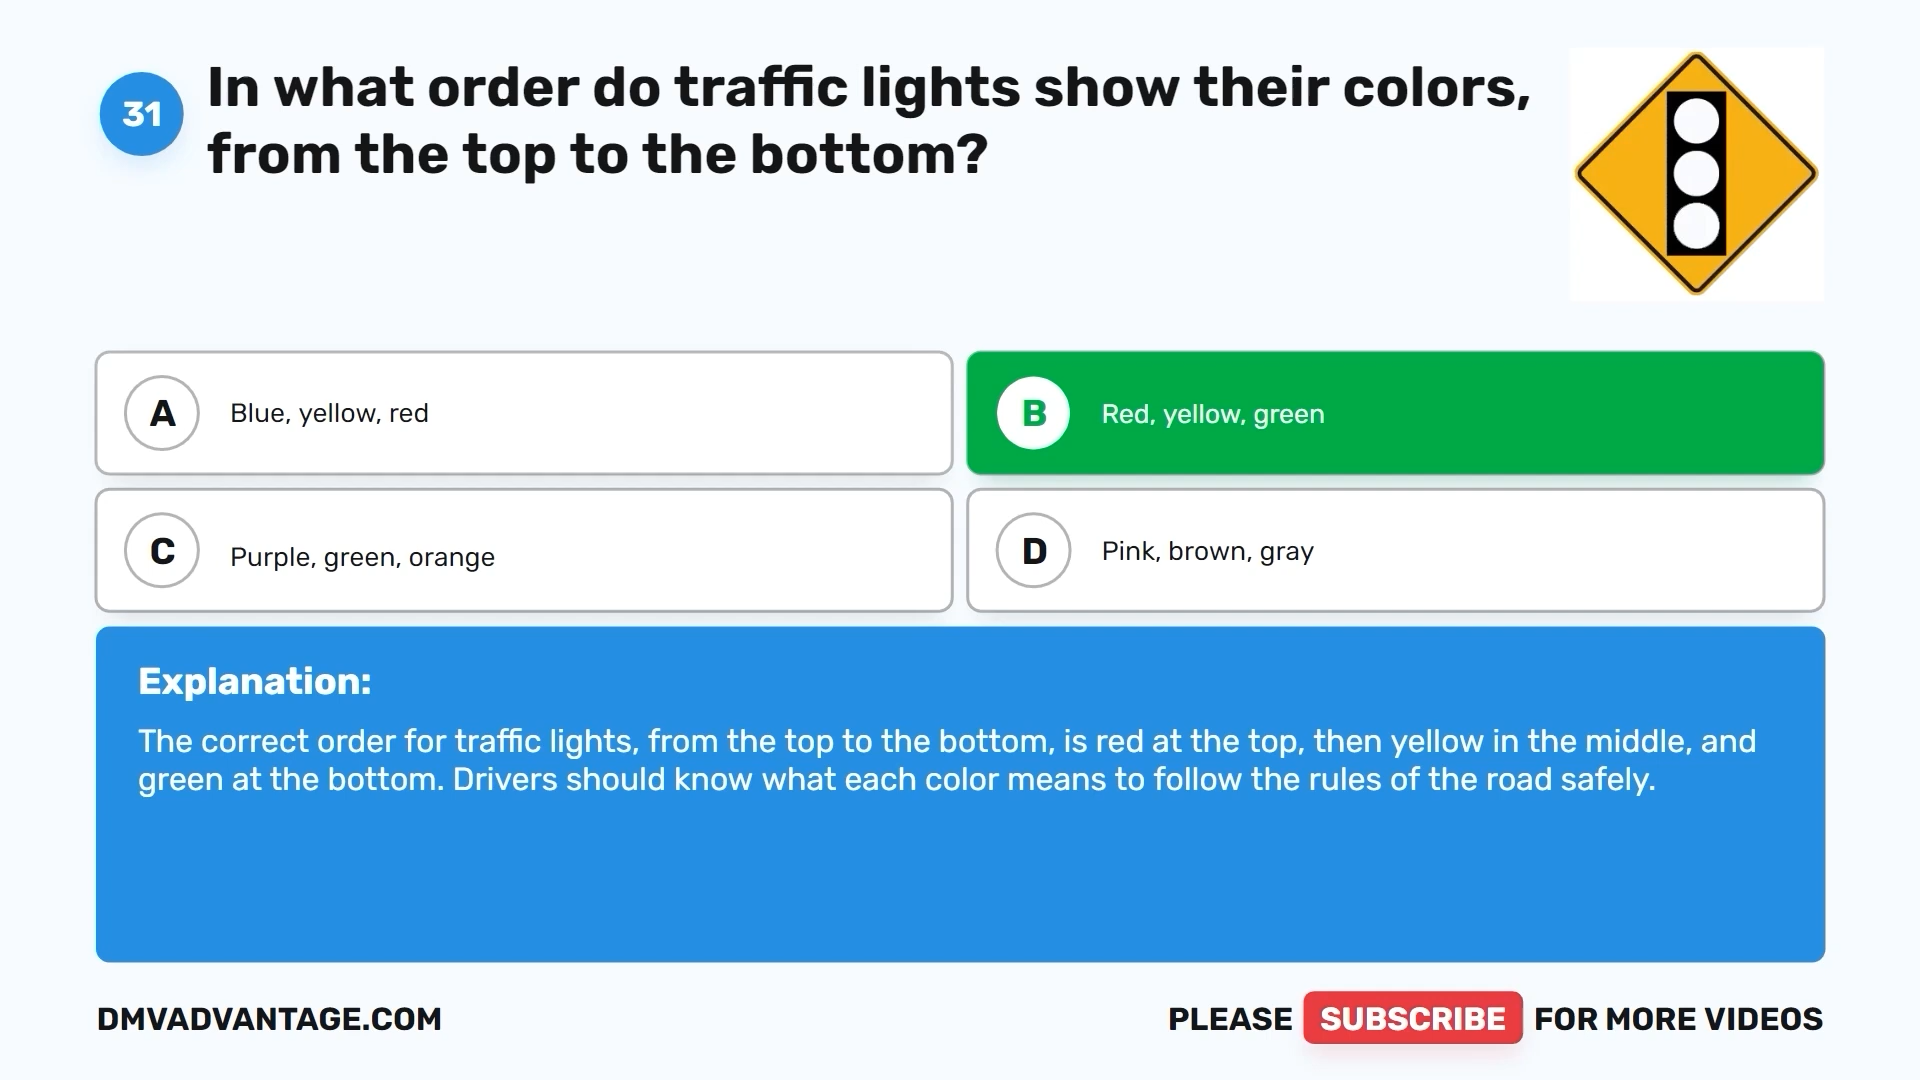 31
In what order do traffic lights show their colors,
from the top to the bottom?
A
Blue, yellow, red
B
Red, yellow, green
C
Purple, green, orange
D
Pink, brown, gray
Explanation:
The correct order for traffic lights, from the top to the bottom, is red at the top, then yellow in the middle, and
green at the bottom. Drivers should know what each color means to follow the rules of the road safely.
DMVADVANTAGE.COM
PLEASE SUBSCRIBE FOR MORE VIDEOS